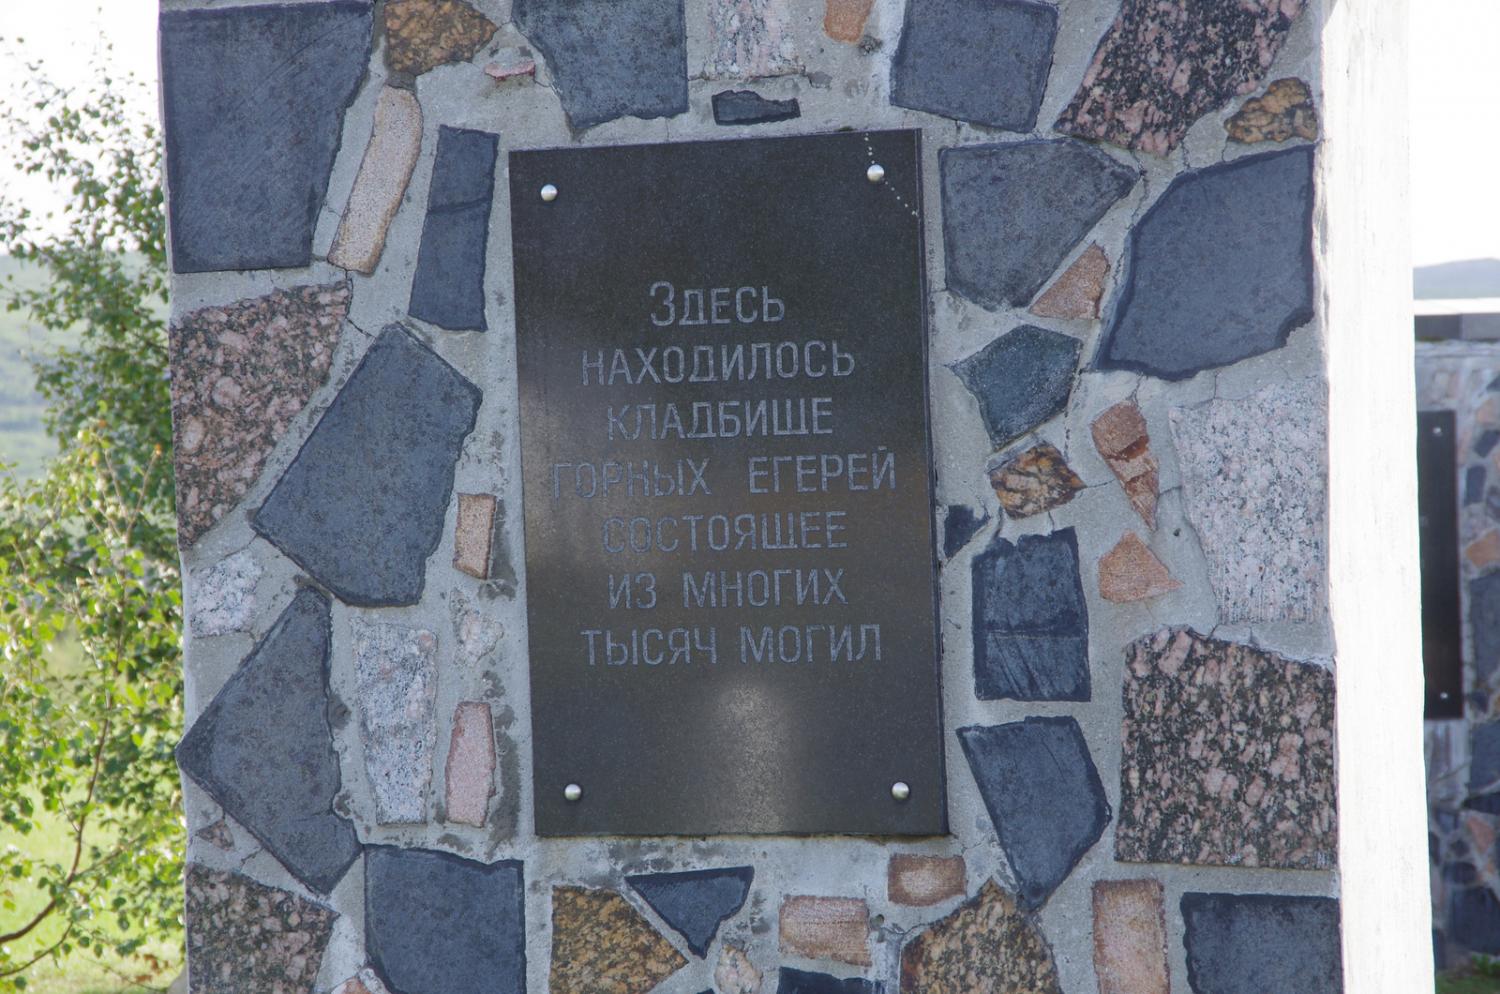 Здесь
находилось
кладбище
горных егерей
состоящее
из многих
тысяч могил